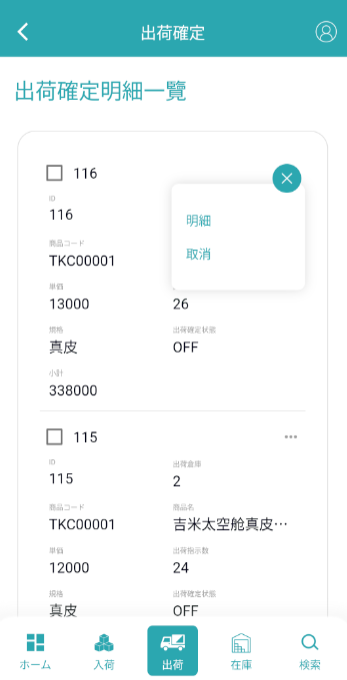 出荷確定
出荷確定明細一覧
116
ID
116
明細
取消
商品コード
TKC00001
単価
13000
26
規格
真皮
出荷確定状態
OFF
小計
338000
115
ID
115
出荷倉庫
2
商品コード
TKC00001
商品名
吉米太空舱真皮…
単価
12000
出荷指示数
24
規格
真皮
出荷確定状態
OFF
ホーム
入荷
出荷
在庫
検索